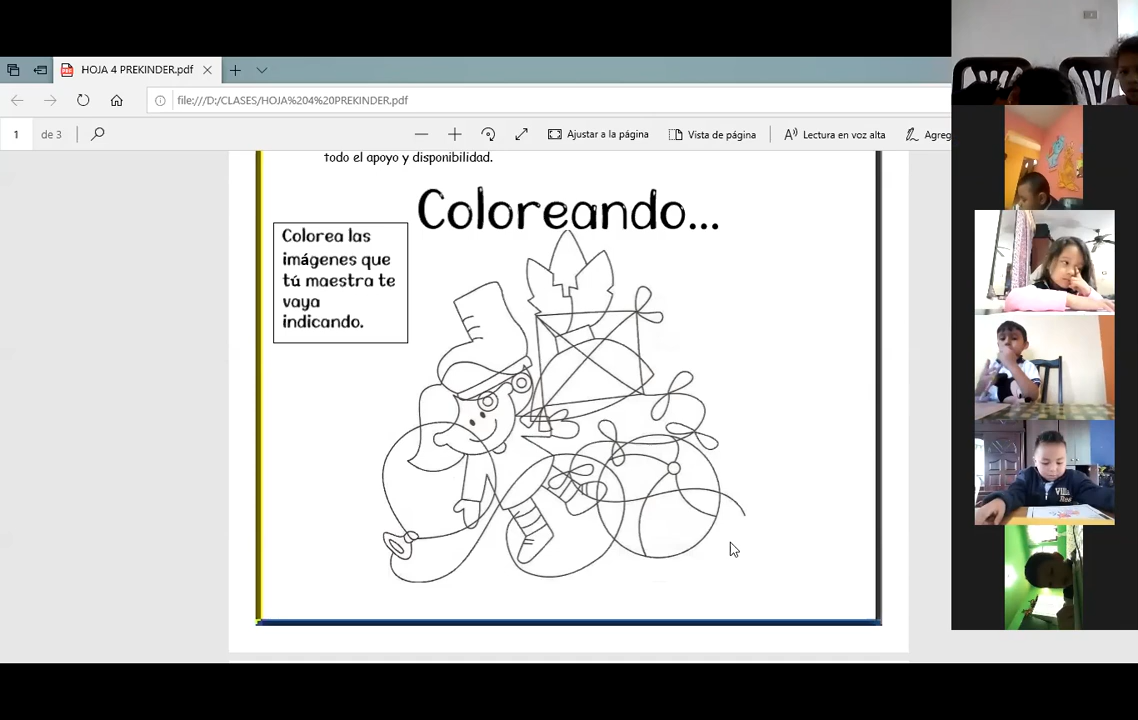 HOJA 4 PREKINDER.pdf
file:///D:/CLASES/HOJA%204%20PREKINDER.pdf
1 de 3 Ajustar a la página Vista de página Lectura en voz alta Agreg
todo el apoyo y disponibilidad.
Coloreando...
Colorea las
imágenes que
tú maestra te
vaya
indicando.